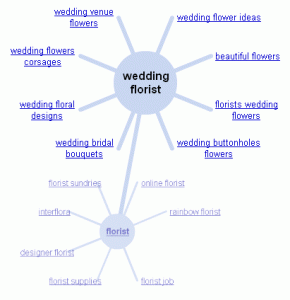 wedding venue
flowers
wedding flower ideas
wedding flowers
corsages
beautiful flowers
wedding
florist
wedding floral
designs
florists wedding
flowers
wedding bridal
bouquets
wedding buttonholes
flowers
florist sundries
online florist
interflora
rainbow florist
florist
designer florist
florist supplies
florist job